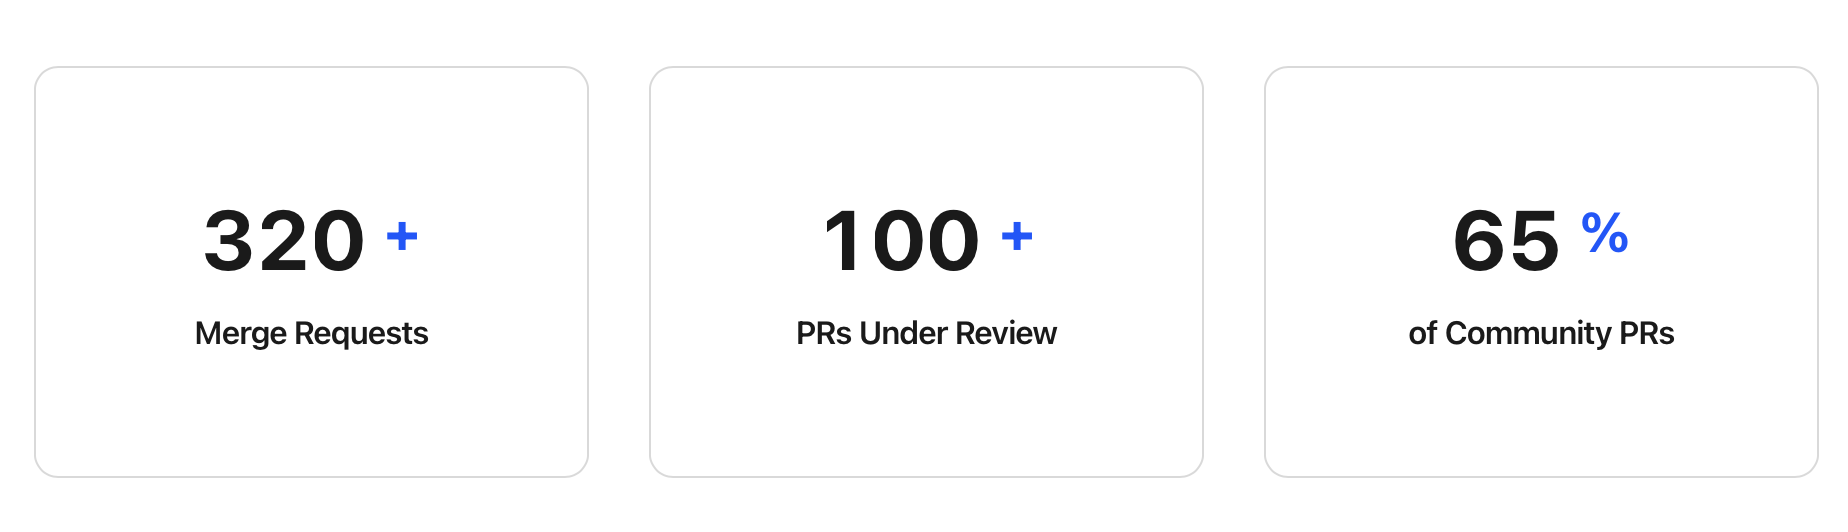 320 +
Merge Requests
100 +
PRs Under Review
65 %
of Community PRs